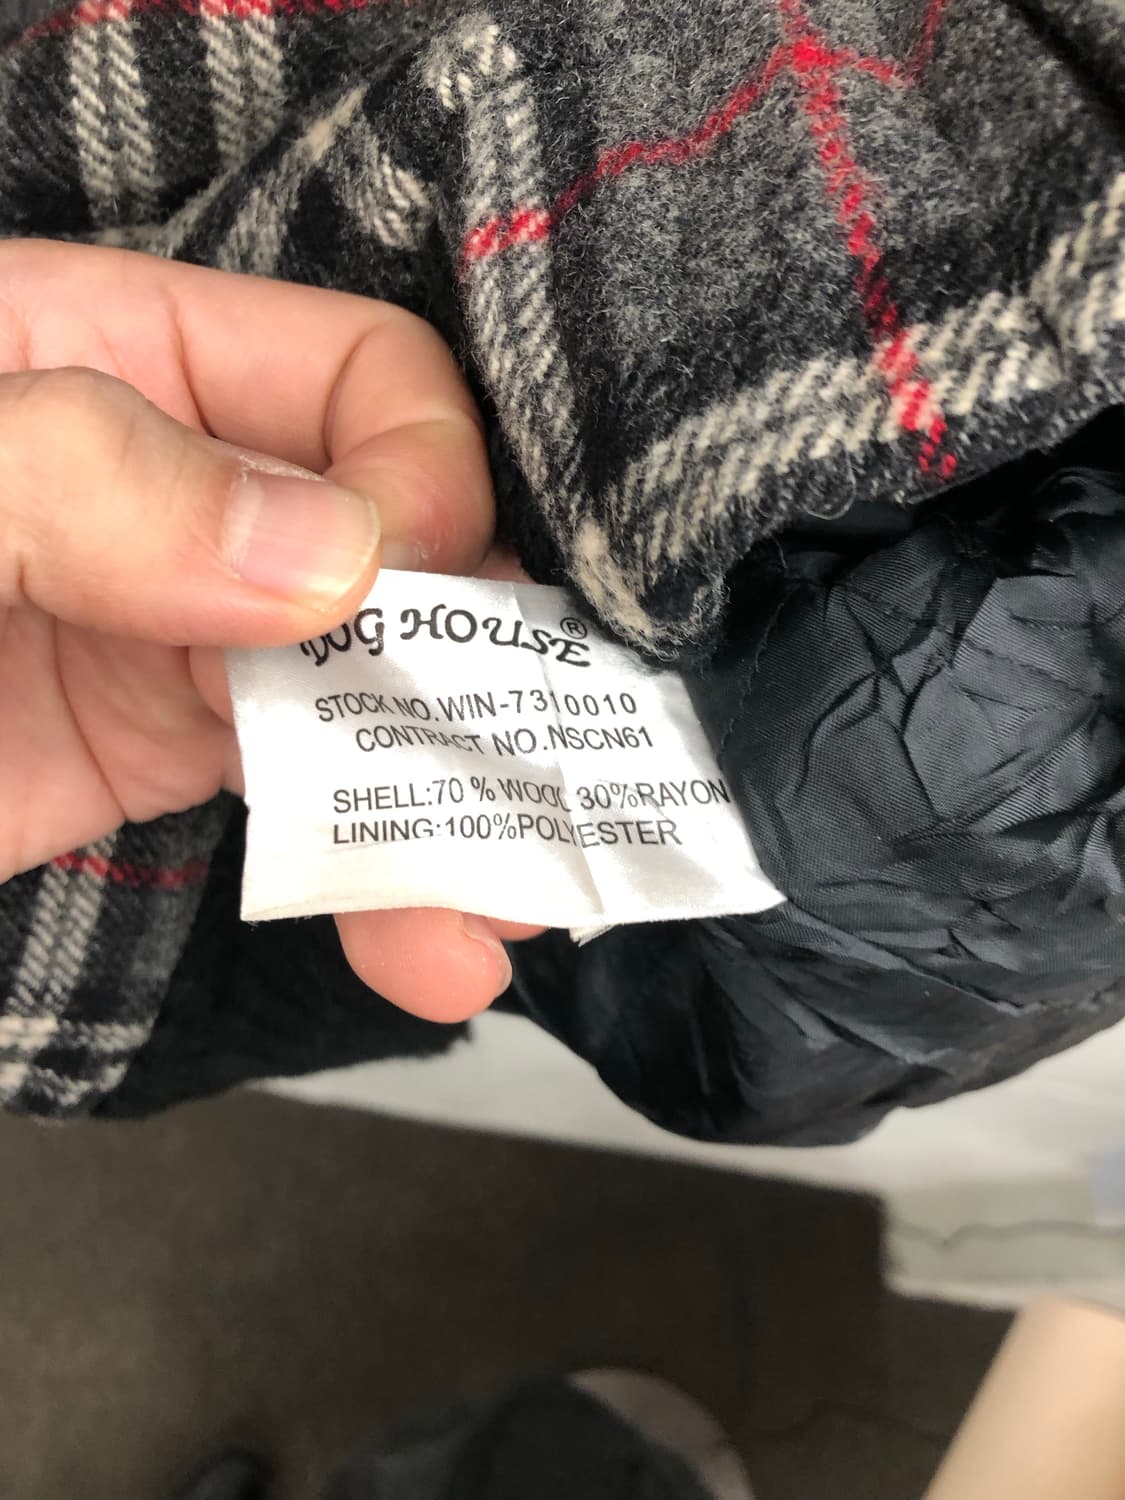 DOG HOUSE®
STOCK NO.WIN-7310010
CONTRACT NO.NSCN61
SHELL:70 % WOOL 30%RAYON
LINING:100%POLYESTER